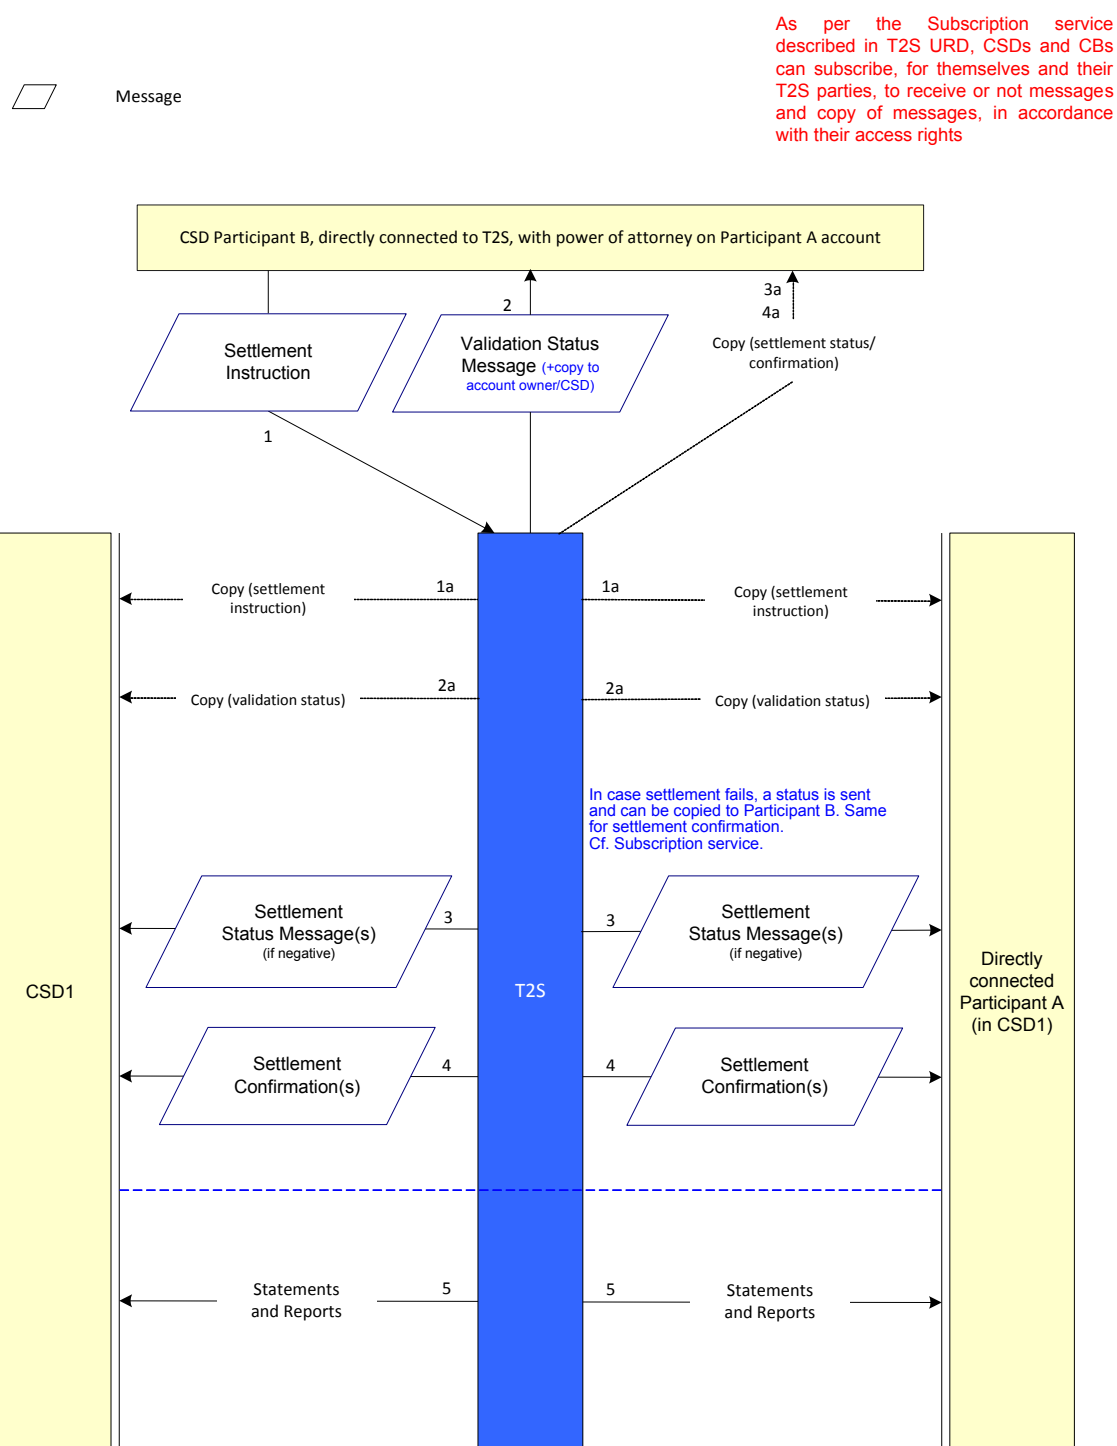 As per the Subscription service
described in T2S URD, CSDs and CBs
can subscribe, for themselves and their
T2S parties, to receive or not messages
and copy of messages, in accordance
with their access rights
Message
CSD Participant B, directly connected to T2S, with power of attorney on Participant A account
Settlement
Instruction
1
2
Validation Status
Message (+copy to
account owner/CSD)
3a
4a
Copy (settlement status/
confirmation)
Copy (settlement
instruction)
1a
1a
Copy (settlement
instruction)
Copy (validation status)
2a
2a
Copy (validation status)
In case settlement fails, a status is sent
and can be copied to Participant B. Same
for settlement confirmation.
Cf. Subscription service.
Settlement
Status Message(s)
(if negative)
3
3
Settlement
Status Message(s)
(if negative)
CSD1
T2S
Directly
connected
Participant A
(in CSD1)
Settlement
Confirmation(s)
4
4
Settlement
Confirmation(s)
Statements
and Reports
5
5
Statements
and Reports